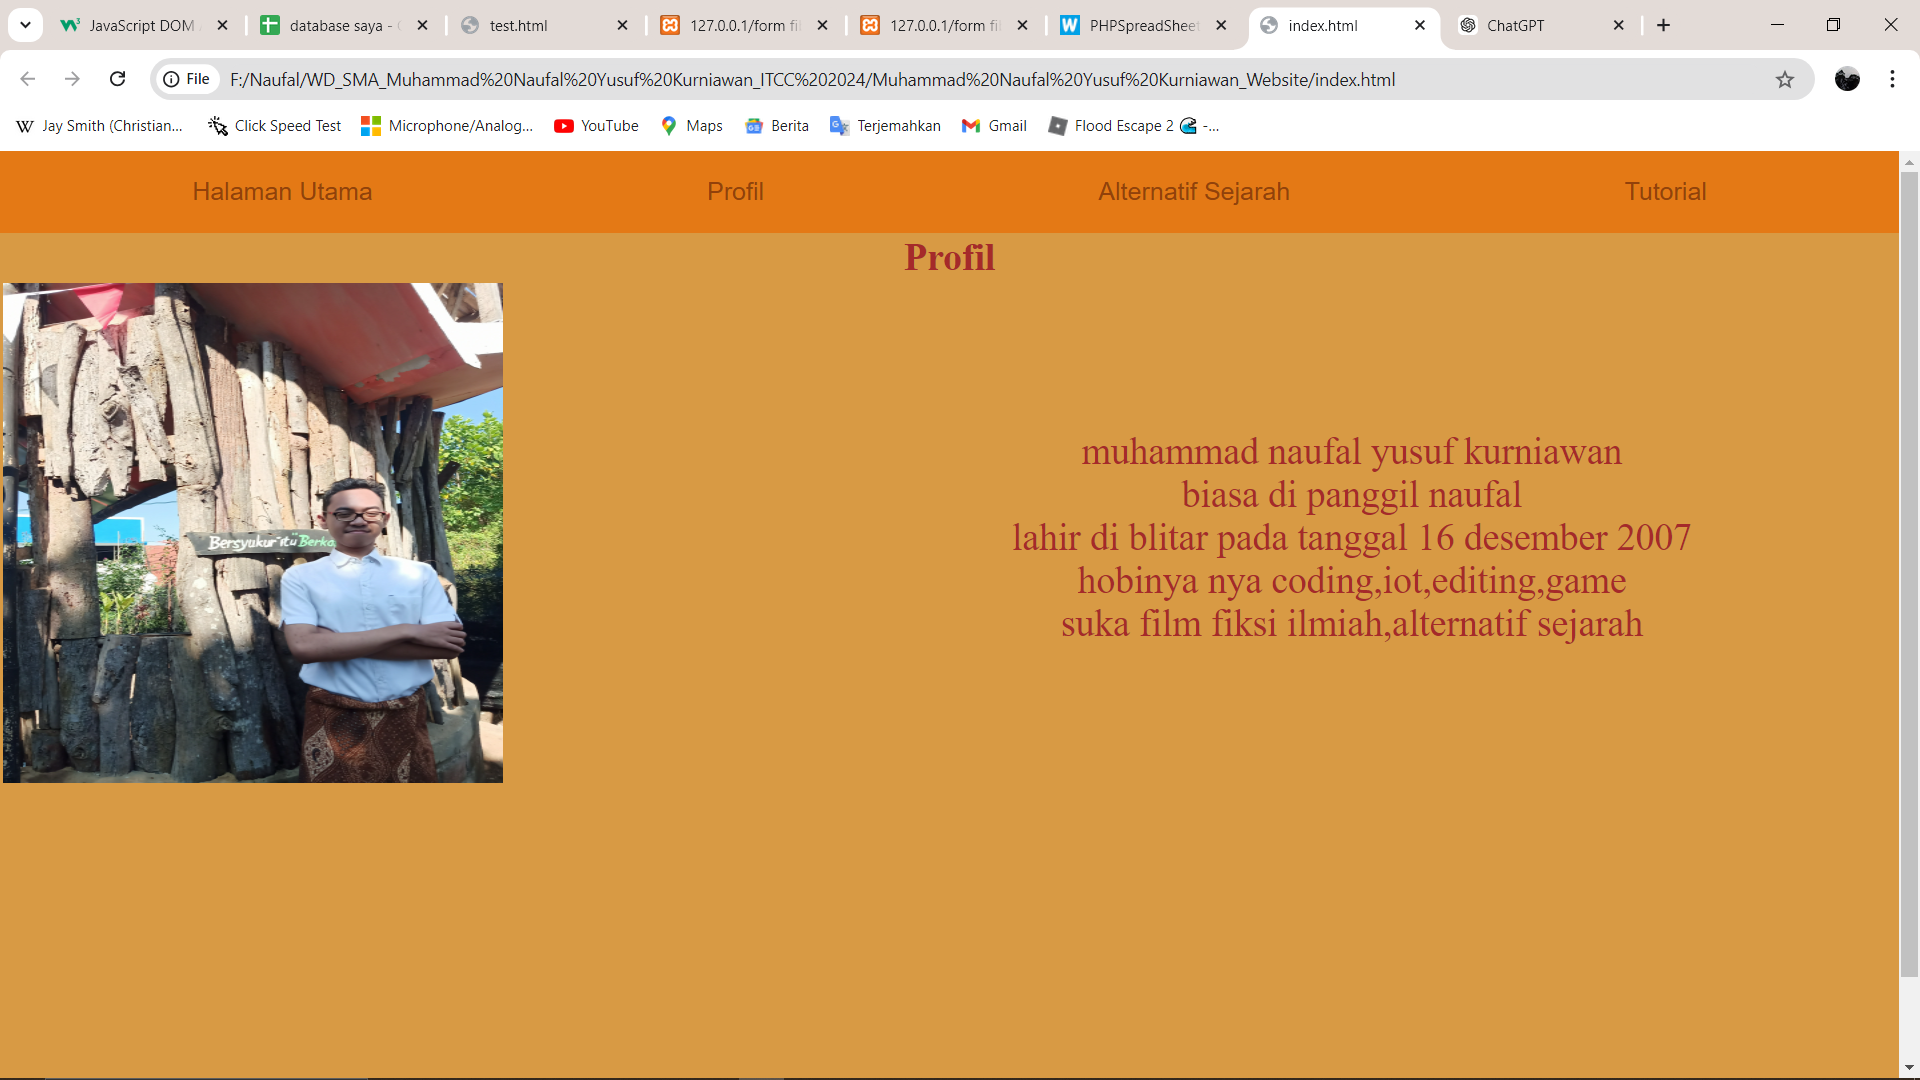 JavaScript DOM
database saya -
test.html
127.0.0.1/form fi
127.0.0.1/form fi
PHPSpreadSheet
index.html
ChatGPT
File
F:/Naufal/WD_SMA_Muhammad%20Naufal%20Yusuf%20Kurniawan_ITCC%202024/Muhammad%20Naufal%20Yusuf%20Kurniawan_Website/index.html
Jay Smith (Christian...
Click Speed Test
Microphone/Analog...
YouTube
Maps
Berita
Terjemahkan
Gmail
Flood Escape 2 🌊 -...
Halaman Utama
Profil
Alternatif Sejarah
Tutorial
Profil
Bersyukur itu Berka
muhammad naufal yusuf kurniawan
biasa di panggil naufal
lahir di blitar pada tanggal 16 desember 2007
hobinya nya coding,iot,editing,game
suka film fiksi ilmiah,alternatif sejarah